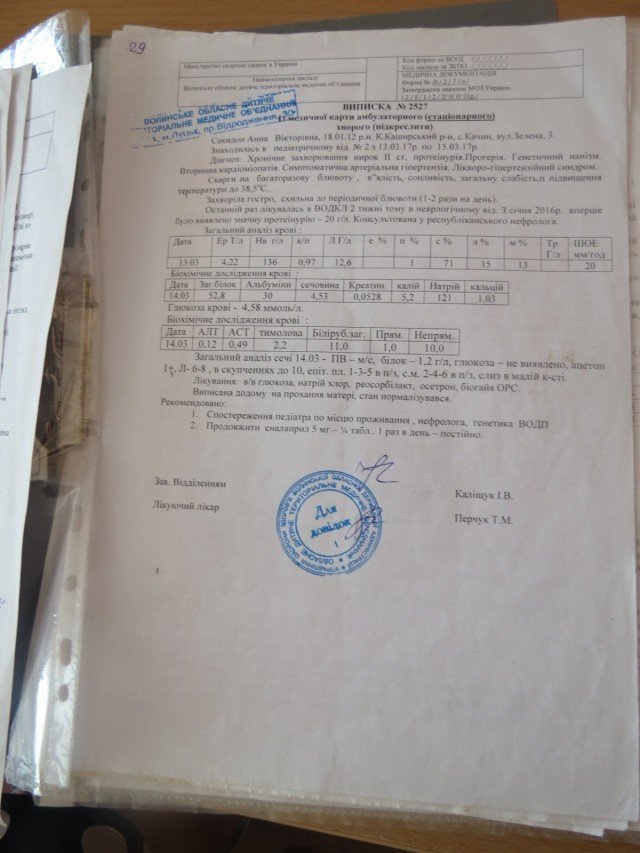 29
Міністерство охорони здоров'я України
Найменування закладу
Волинське обласне дитяче територіальне медичне об'єднання
Код форми за ЗКУД /_/_/_/_/_/_/
Код закладу за ЗКПО /_/_/_/_/_/_/
МЕДИЧНА ДОКУМЕНТАЦІЯ
Форма № 0/2/7/о/
Затверджена наказом МОЗ України
ВОЛИНСЬКЕ ОБЛАСНЕ ДИТЯЧЕ
ТЕРИТОРІАЛЬНЕ МЕДИЧНЕ ОБ'ЄДНАННЯ
м.Луцьк, пр.Відродження, 30
ВИПИСКА № 2527
із медичної карти амбулаторного (стаціонарного)
хворого (підкреслити)
Сакидон Анна Вікторівна, 18.01.12 р.н. К.Каширський р-н, с.Качин, вул.Зелена, 3.
Знаходилась в педіатричному від. № 2 з 13.03.17р. по 15.03.17р.
Діагноз: Хронічне захворювання нирок ІІ ст, протеінурія.Прогерія. Генетичний нанізм.
Вторинна кардіоміопатія. Симптоматична артеріальна гіпертензія. Лікворо-гіпертензійний синдром.
Скарги на багаторазову блювоту , в"ялість, сонливість, загальну слабість,п підвищення
температури до 38,5⁰С..
Захворіла гостро, схильна до періодичної блювоти (1-2 рази на день).
Останній раз лікувалась в ВОДКЛ 2 тижні тому в неврологічному від. З січня 2016р. вперше
було виявлено значну протеінурію – 20 г/л. Консультована у республіканського нефролога.
Загальний аналіз крові :
Дата Ер Т/л Нв г/л к/п Л Г/л е % п % с % л % м % Тр Г/л ШОЕ мм/год
13.03 4,22 136 0,97 12,6 1 71 15 13 20
Біохімічне дослідження крові :
Дата Заг.білок Альбуміни сечовина Креатин. калій Натрій кальцій
14.03 52,8 30 4,53 0,0528 5,2 121 1,03
Глюкоза крові - 4,58 ммоль/л.
Біохімічне дослідження крові :
Дата АЛТ АСТ тимолова Біліруб.заг. Прям. Непрям.
14.03 0,12 0,49 2,2 11,0 1,0 10,0
Загальний аналіз сечі 14.03 - ПВ – м/с, білок – 1,2 г/л, глюкоза – не виявлено, ацетон
1+. Л- 6-8 , в скупченнях до 10, епіт. пл. 1-3-5 в п/з, с.м. 2-4-6 в п/з, слиз в малій к-сті.
Лікування: в/в глюкоза, натрій хлор, реосорбілакт, осетрон, біогайя ОРС.
Виписана додому на прохання матері, стан нормалізувався.
Рекомендовано:
1. Спостереження педіатра по місцю проживання , нефролога, генетика ВОДП
2. Продовжити еналаприл 5 мг – ¼ табл.. 1 раз в день – постійно.
Зав. Відділенням
Каліщук І.В.
Лікуючий лікар
Перчук Т.М.
Для
довідок
1